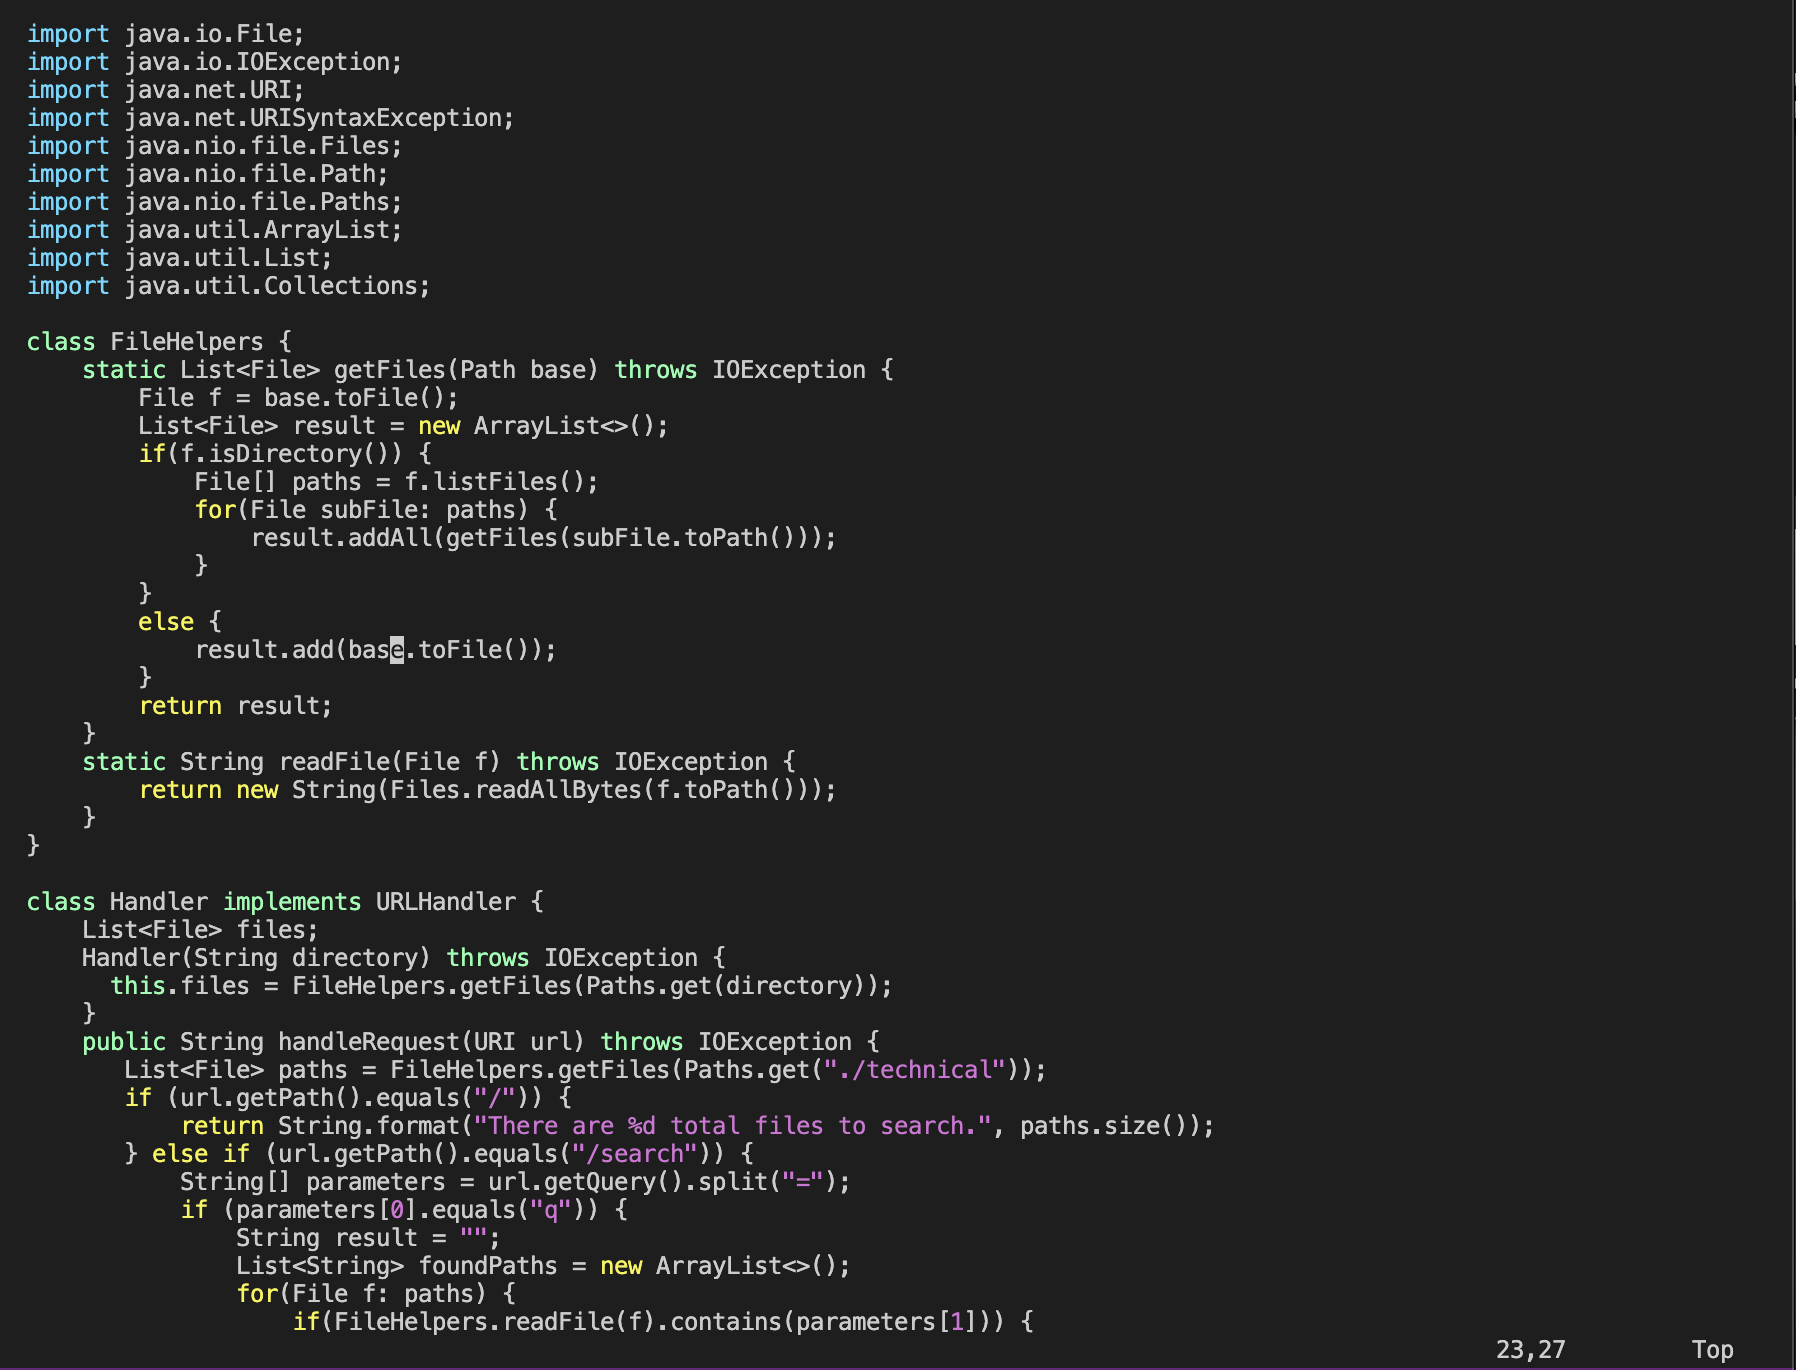 import java.io.File;
import java.io.IOException;
import java.net.URI;
import java.net.URISyntaxException;
import java.nio.file.Files;
import java.nio.file.Path;
import java.nio.file.Paths;
import java.util.ArrayList;
import java.util.List;
import java.util.Collections;

class FileHelpers {
    static List<File> getFiles(Path base) throws IOException {
        File f = base.toFile();
        List<File> result = new ArrayList<>();
        if(f.isDirectory()) {
            File[] paths = f.listFiles();
            for(File subFile: paths) {
                result.addAll(getFiles(subFile.toPath()));
            }
        }
        else {
            result.add(base.toFile());
        }
        return result;
    }
    static String readFile(File f) throws IOException {
        return new String(Files.readAllBytes(f.toPath()));
    }
}

class Handler implements URLHandler {
    List<File> files;
    Handler(String directory) throws IOException {
      this.files = FileHelpers.getFiles(Paths.get(directory));
    }
    public String handleRequest(URI url) throws IOException {
       List<File> paths = FileHelpers.getFiles(Paths.get("./technical"));
       if (url.getPath().equals("/")) {
           return String.format("There are %d total files to search.", paths.size());
       } else if (url.getPath().equals("/search")) {
           String[] parameters = url.getQuery().split("=");
           if (parameters[0].equals("q")) {
               String result = "";
               List<String> foundPaths = new ArrayList<>();
               for(File f: paths) {
                   if(FileHelpers.readFile(f).contains(parameters[1])) {
23,27         Top